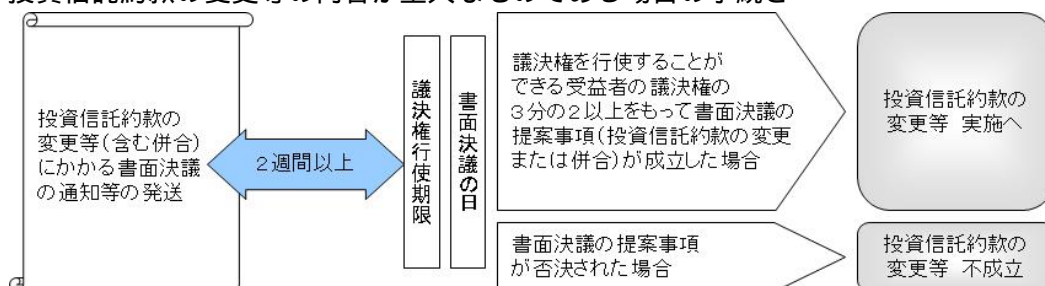 投資信託約款の変更等の内容が重大なものである場合の手続き
投資信託約款の
変更等(含む併合)
にかかる書面決議
の通知等の発送
2週間以上
議決権行使期限
書面決議の日
議決権を行使することが
できる受益者の議決権の
3分の2以上をもって書面決議の
提案事項(投資信託約款の変更
または併合)が成立した場合
投資信託約款の
変更等 実施へ
書面決議の提案事項
が否決された場合
投資信託約款の
変更等 不成立